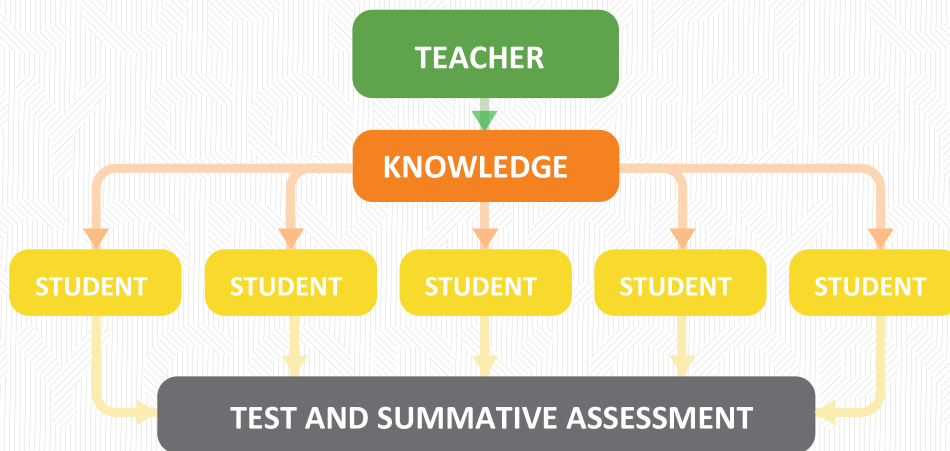 TEACHER
KNOWLEDGE
STUDENT
STUDENT
STUDENT
STUDENT
STUDENT
TEST AND SUMMATIVE ASSESSMENT